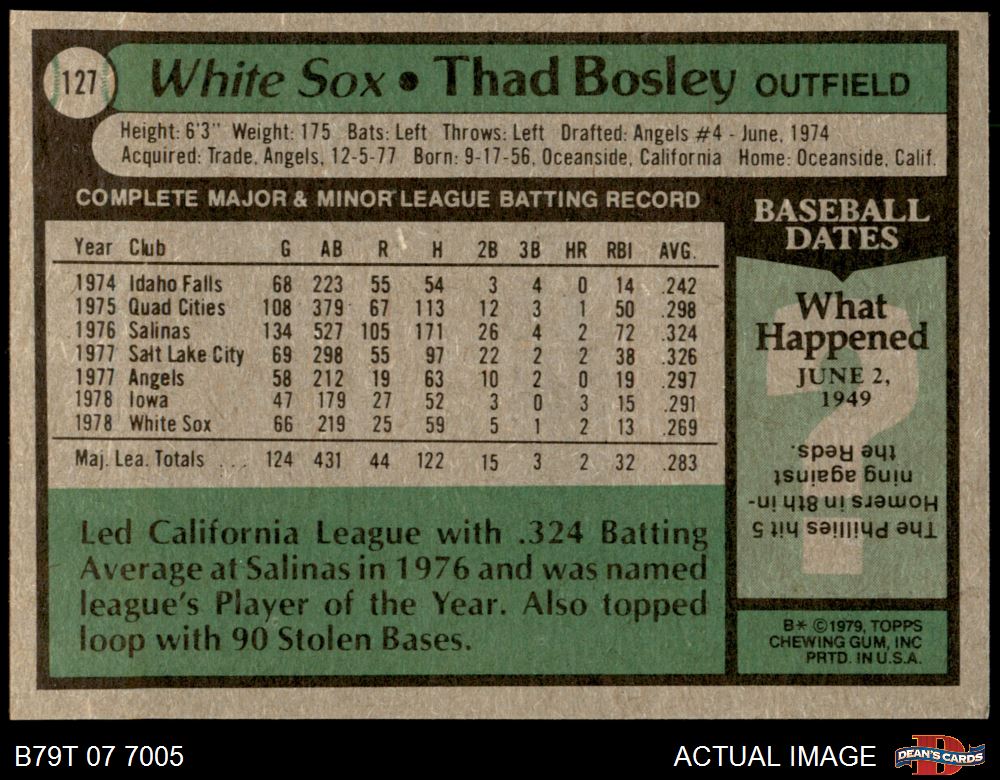 127
White Sox • Thad Bosley OUTFIELD
Height: 6'3" Weight: 175 Bats: Left Throws: Left Drafted: Angels #4 - June, 1974
Acquired: Trade, Angels, 12-5-77 Born: 9-17-56, Oceanside, California Home: Oceanside, Calif.
COMPLETE MAJOR & MINOR LEAGUE BATTING RECORD
Year Club G AB R H 2B 3B HR RBI AVG.
1974 Idaho Falls 68 223 55 54 3 4 0 14 .242
1975 Quad Cities 108 379 67 113 12 3 1 50 .298
1976 Salinas 134 527 105 171 26 4 2 72 .324
1977 Salt Lake City 69 298 55 97 22 2 2 38 .326
1977 Angels 58 212 19 63 10 2 0 19 .297
1978 Iowa 47 179 27 52 3 0 3 15 .291
1978 White Sox 66 219 25 59 5 1 2 13 .269
Maj. Lea. Totals ... 124 431 44 122 15 3 2 32 .283
Led California League with .324 Batting
Average at Salinas in 1976 and was named
league's Player of the Year. Also topped
loop with 90 Stolen Bases.
BASEBALL
DATES
What
Happened
JUNE 2,
1949
?
The Phillies hit 5
Homers in 8th in-
ning against
the Reds.
B* ©1979, TOPPS
CHEWING GUM, INC
PRTD. IN U.S.A.
B79T 07 7005
ACTUAL IMAGE
D
DEAN'S CARDS